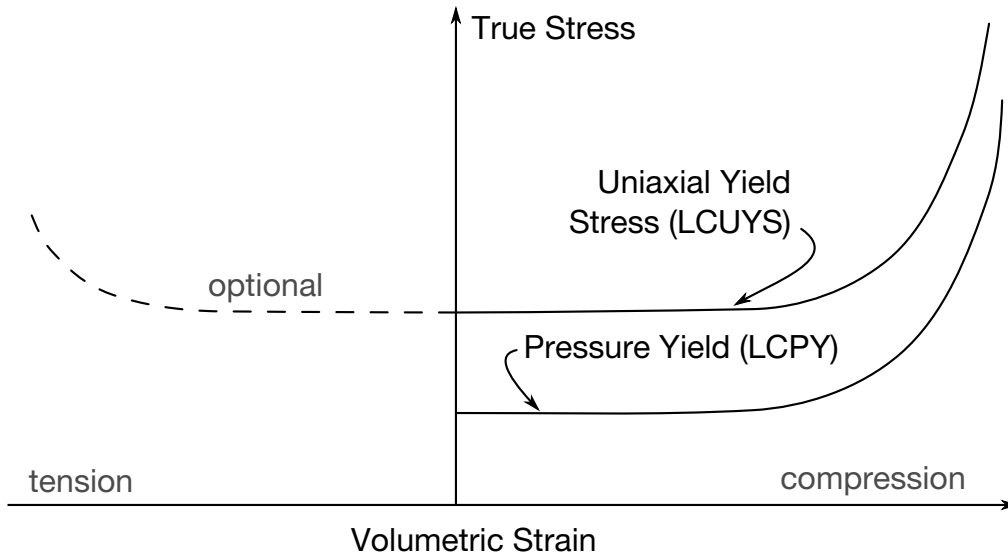 True Stress
Uniaxial Yield
Stress (LCUYS)
optional
Pressure Yield (LCPY)
tension
compression
Volumetric Strain